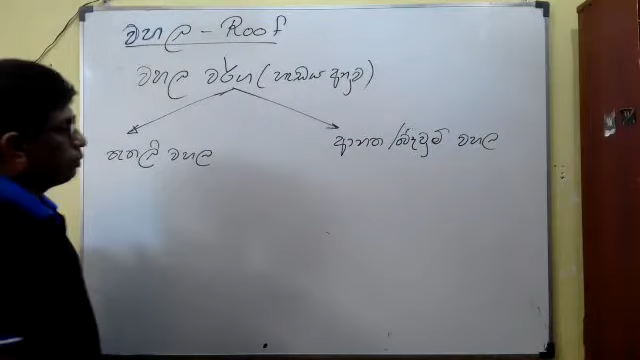 වහල - Roof
වහල වර්ග (හැඩය අනුව)
පැතලි වහල
ආනත / බෑවුම් වහල